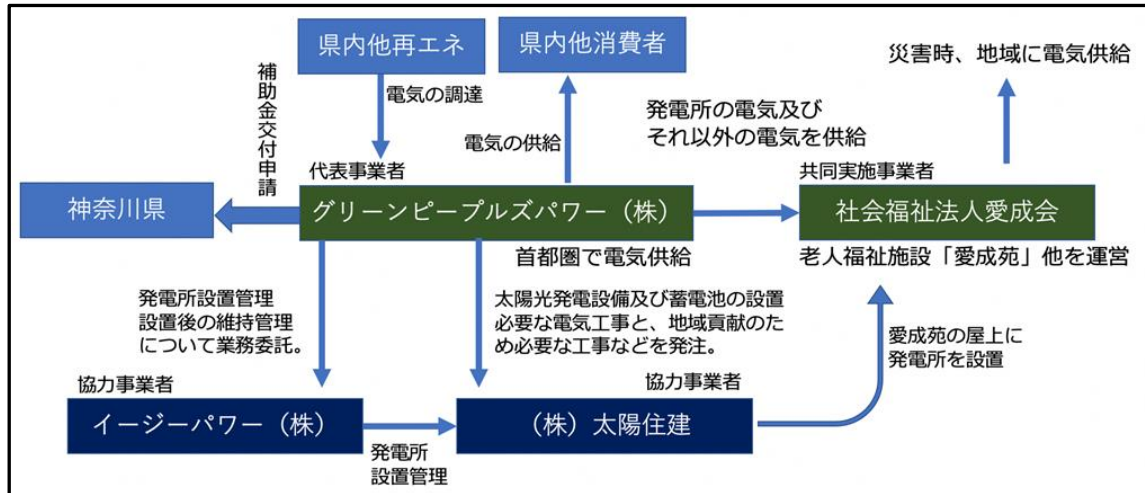 県内他再エネ
県内他消費者
災害時、地域に電気供給
補助金交付申請
電気の調達
電気の供給
発電所の電気及び
それ以外の電気を供給
代表事業者
共同実施事業者
神奈川県
グリーンピープルズパワー（株）
社会福祉法人愛成会
首都圏で電気供給
老人福祉施設「愛成苑」他を運営
発電所設置管理
設置後の維持管理
について業務委託。
太陽光発電設備及び蓄電池の設置
必要な電気工事と、地域貢献のた
め必要な工事などを発注。
愛成苑の屋上に
発電所を設置
協力事業者
協力事業者
イージーパワー（株）
（株）太陽住建
発電所
設置管理